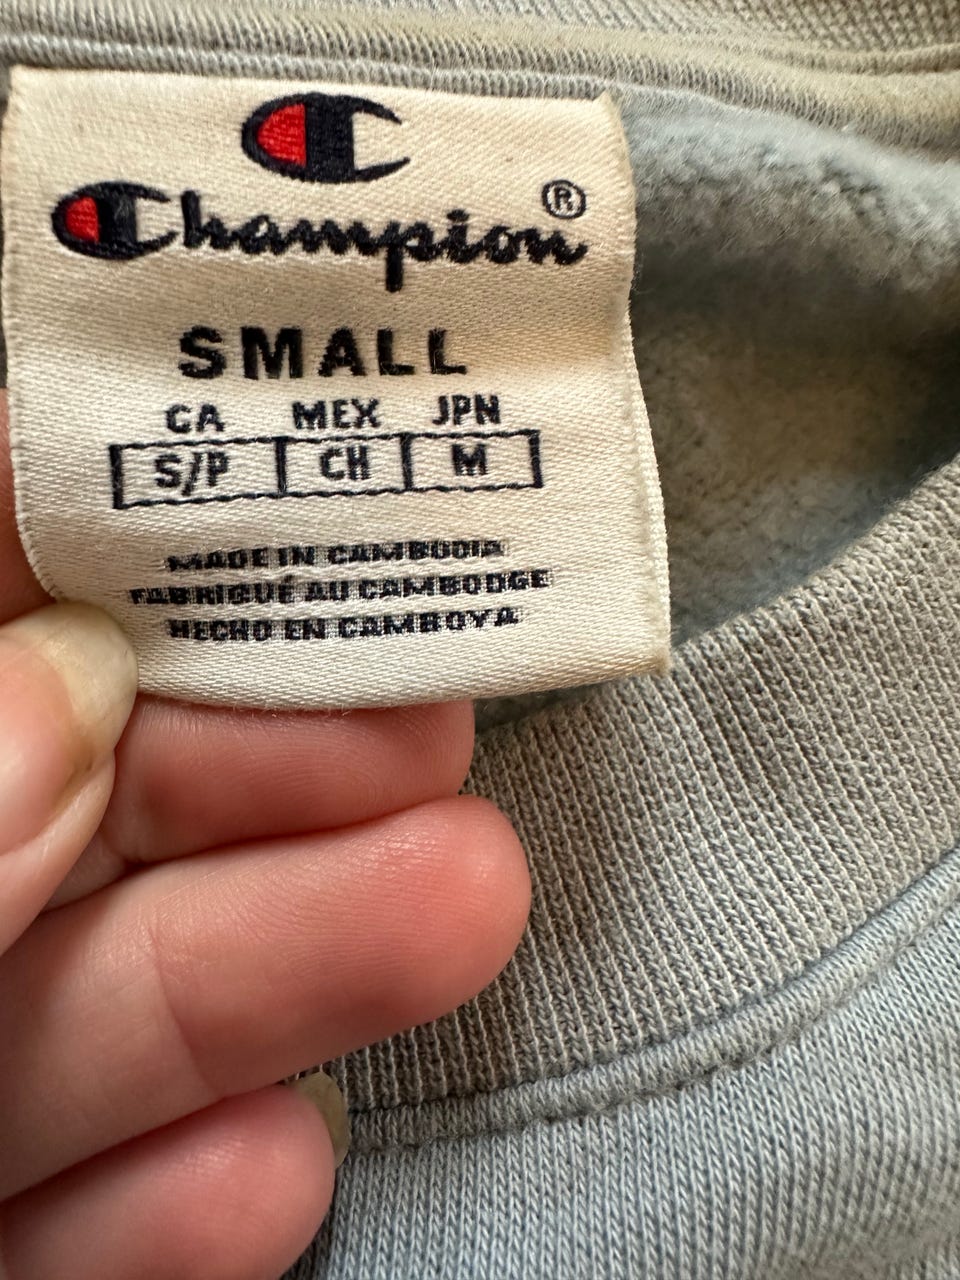 Champion®
SMALL
CA MEX JPN
S/P CH M
MADE IN CAMBODIA
FABRIQUÉ AU CAMBODGE
HECHO EN CAMBOYA